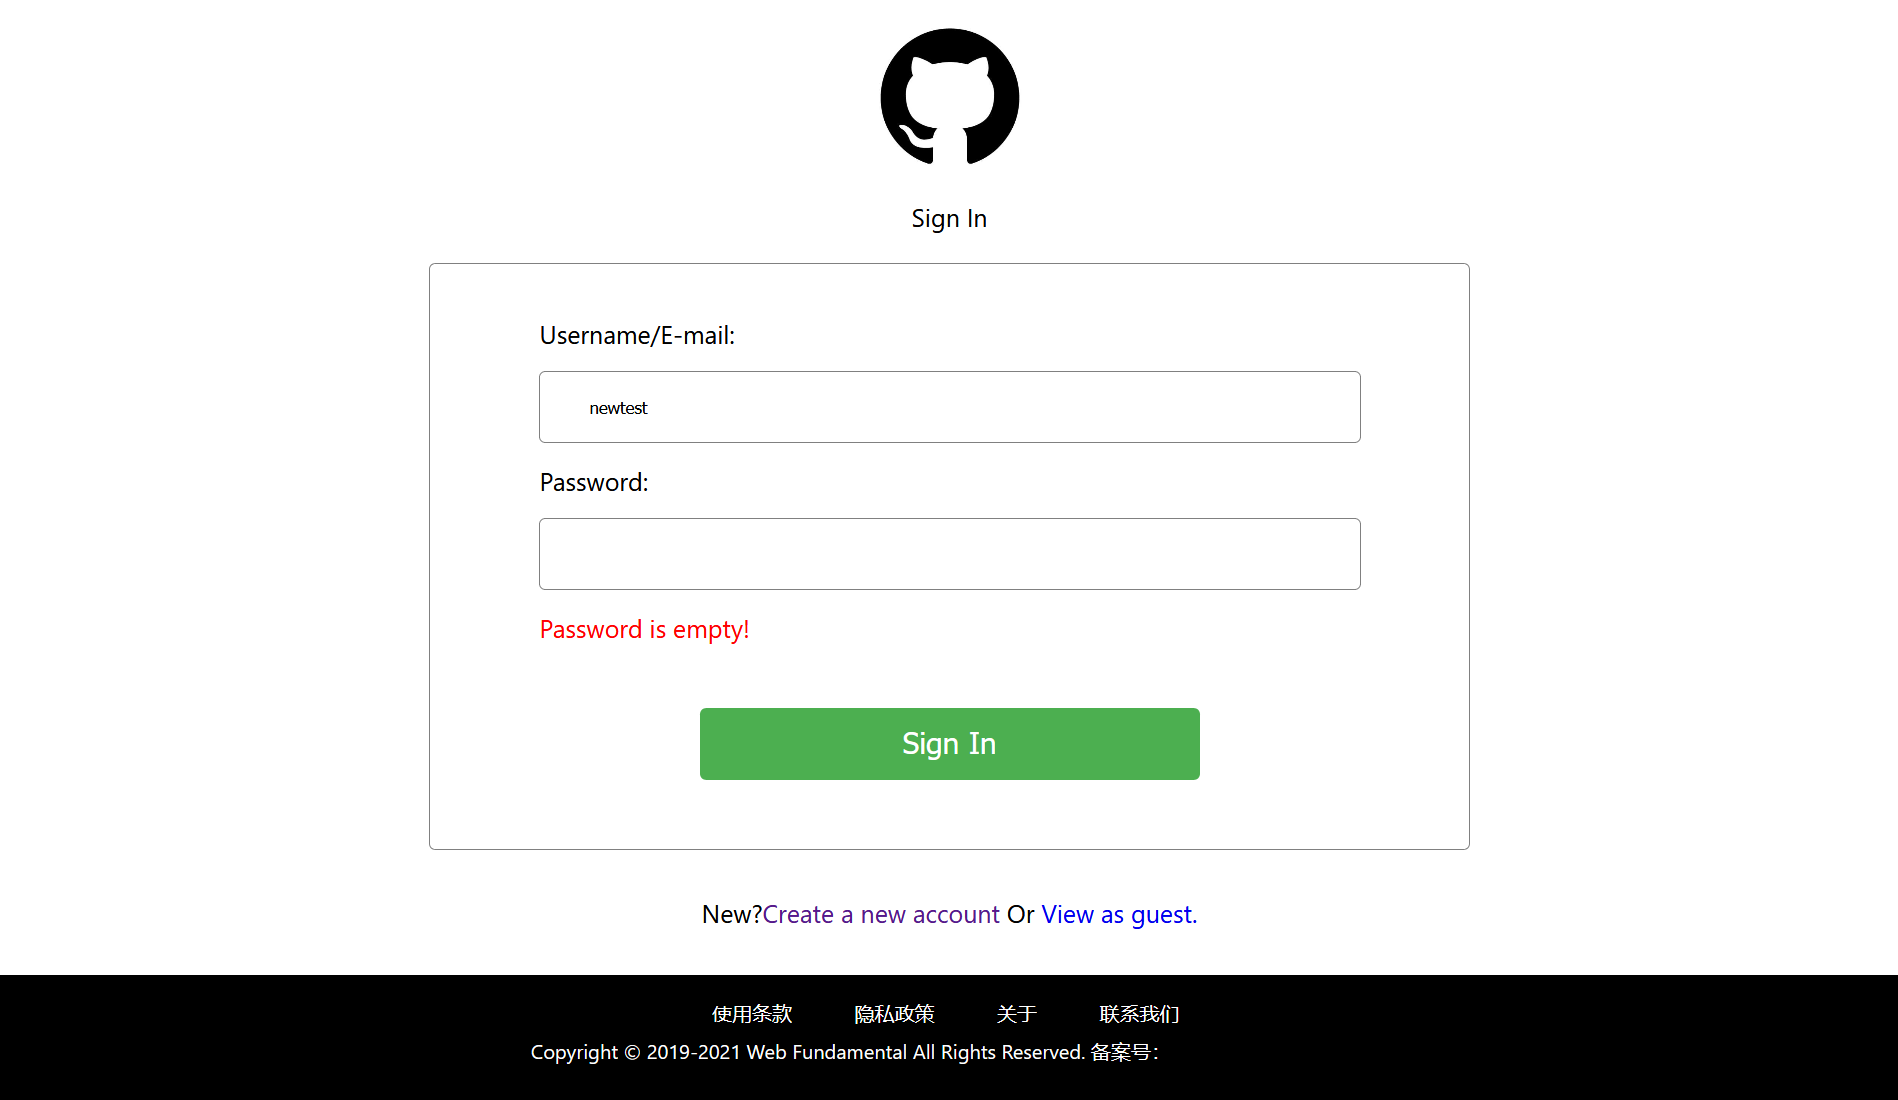 Sign In
Username/E-mail:
newtest
Password:
Password is empty!
Sign In
New?Create a new account Or View as guest.
使用条款 隐私政策 关于 联系我们
Copyright © 2019-2021 Web Fundamental All Rights Reserved. 备案号：